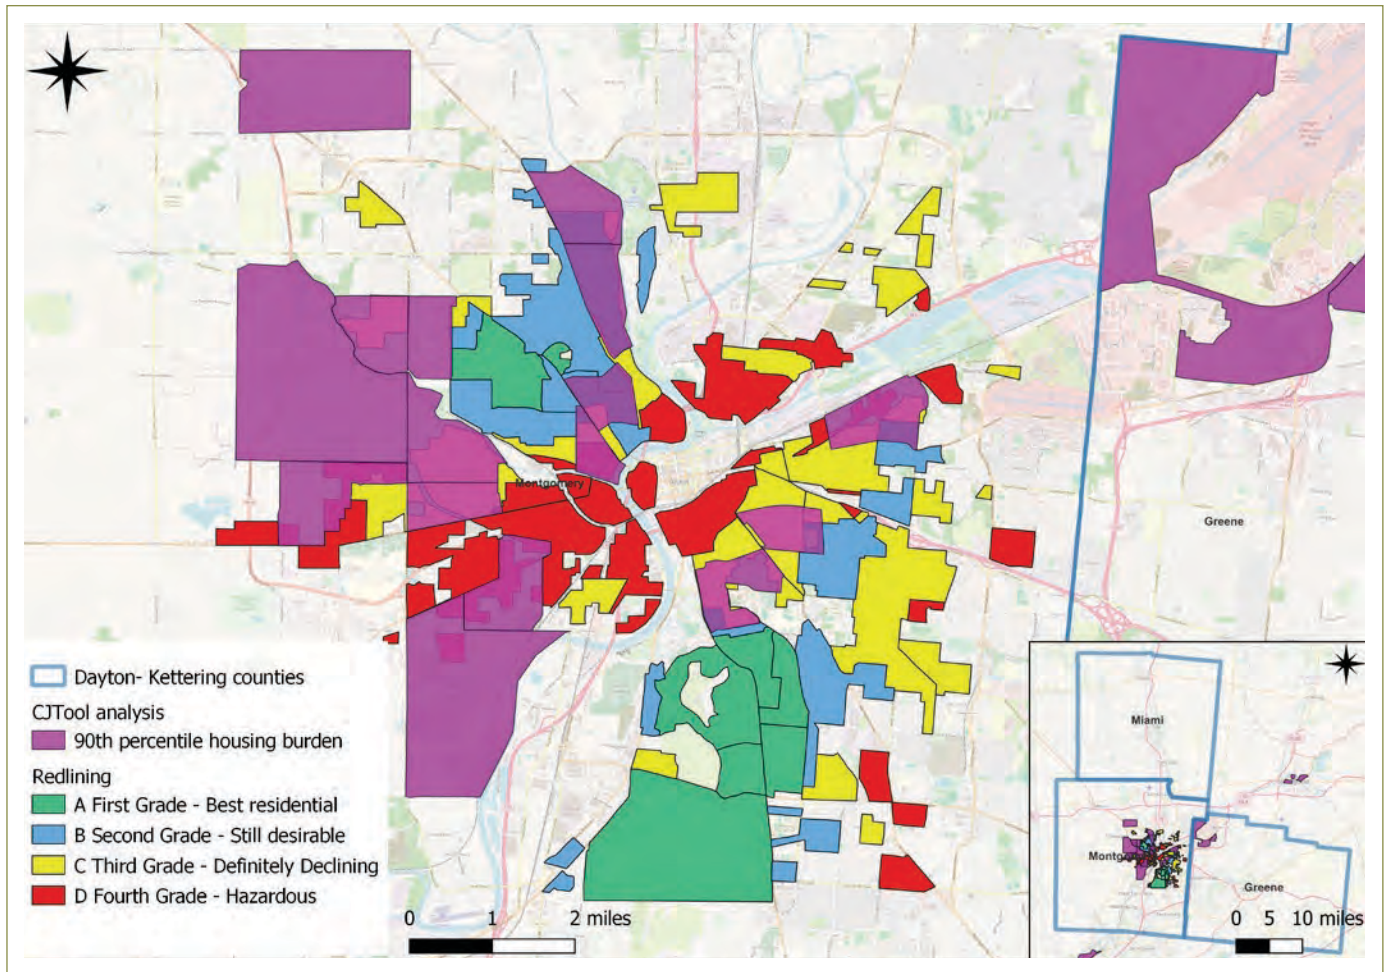 Montgomery
Greene
Dayton- Kettering counties
CJTool analysis
90th percentile housing burden
Redlining
A First Grade - Best residential
B Second Grade - Still desirable
C Third Grade - Definitely Declining
D Fourth Grade - Hazardous
0 1 2 miles
Miami
Greene
0 5 10 miles